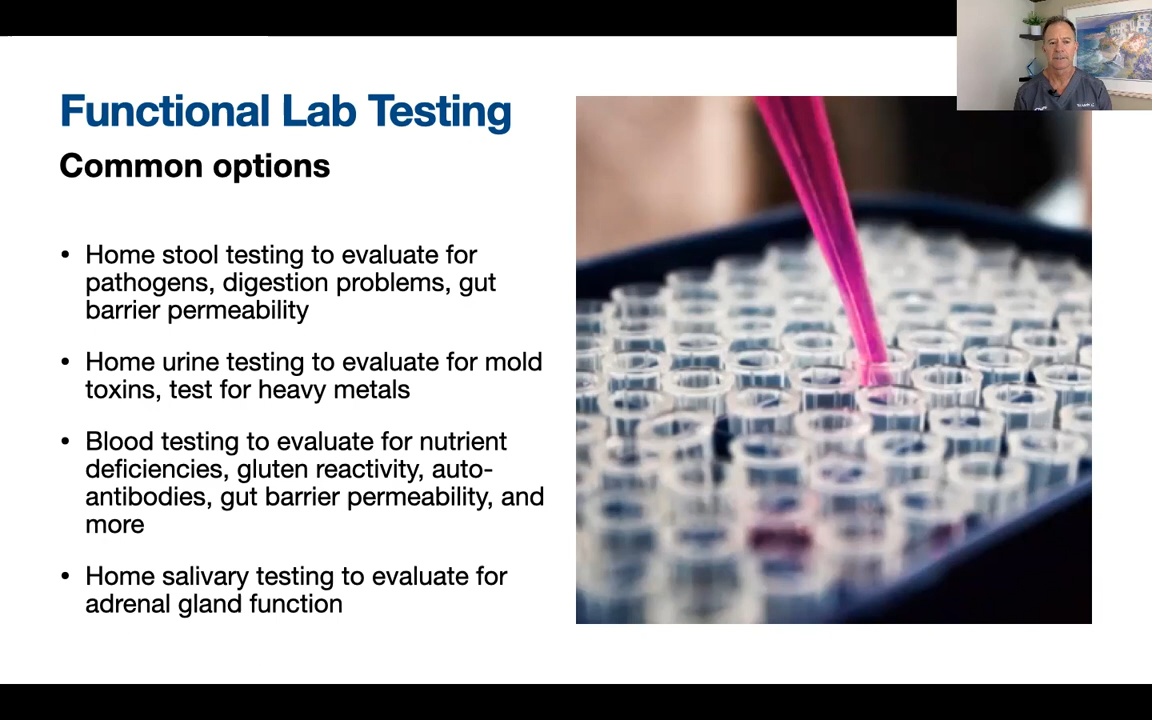 Functional Lab Testing
Common options
• Home stool testing to evaluate for
pathogens, digestion problems, gut
barrier permeability
• Home urine testing to evaluate for mold
toxins, test for heavy metals
• Blood testing to evaluate for nutrient
deficiencies, gluten reactivity, auto-
antibodies, gut barrier permeability, and
more
• Home salivary testing to evaluate for
adrenal gland function